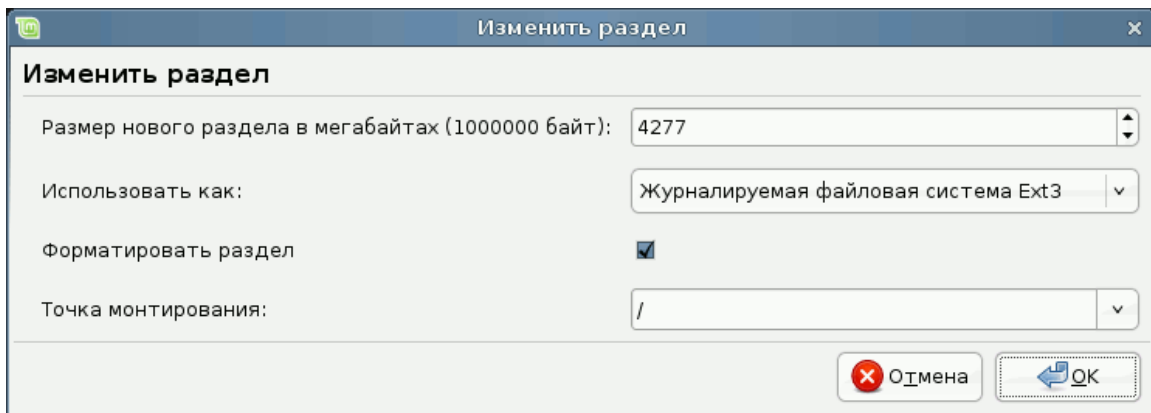 Изменить раздел
Изменить раздел
Размер нового раздела в мегабайтах (1000000 байт): 4277
Использовать как: Журналируемая файловая система Ext3
Форматировать раздел
Точка монтирования: /
Отмена OK